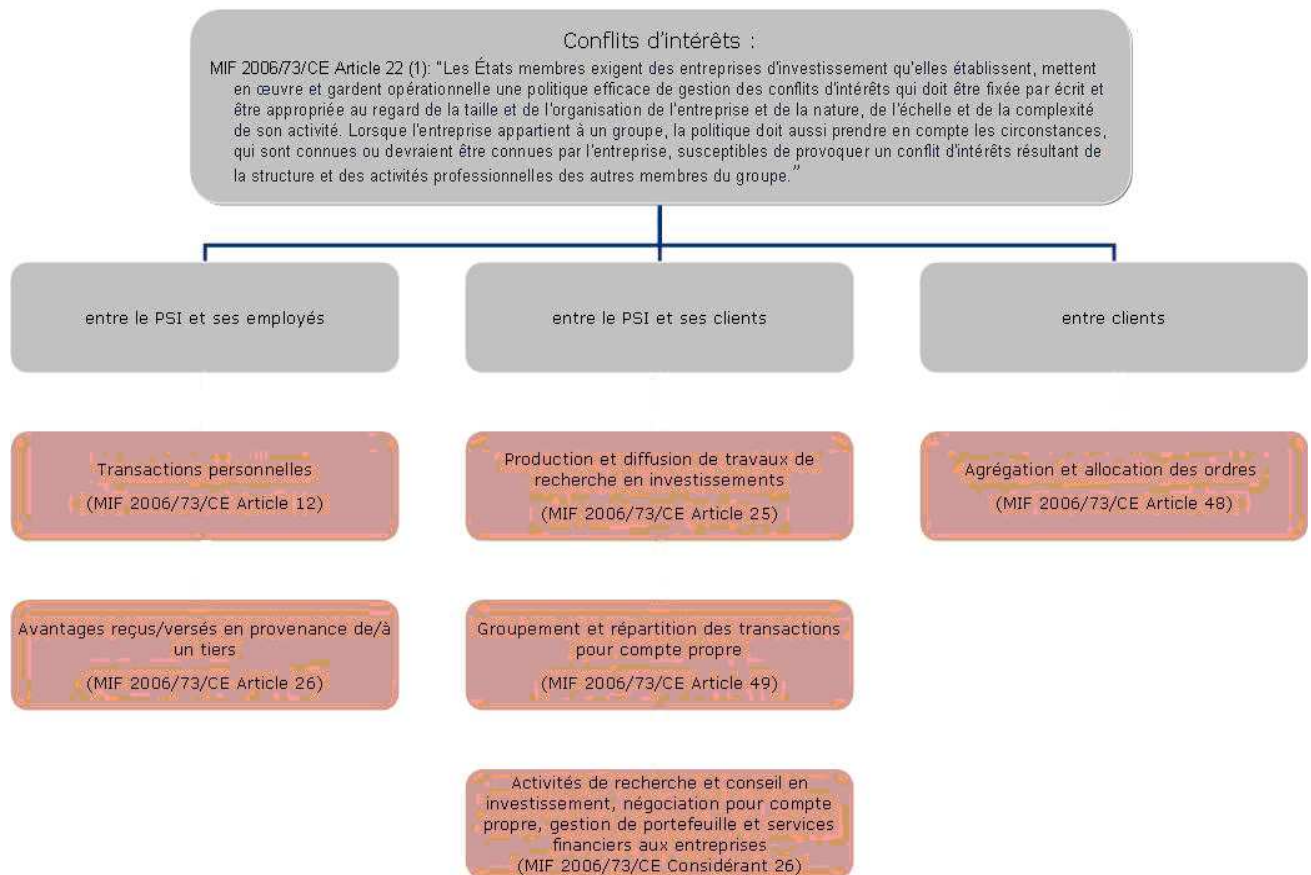 Conflits d'intérêts :
MIF 2006/73/CE Article 22 (1): "Les États membres exigent des entreprises d'investissement qu'elles établissent, mettent
en œuvre et gardent opérationnelle une politique efficace de gestion des conflits d'intérêts qui doit être fixée par écrit et
être appropriée au regard de la taille et de l'organisation de l'entreprise et de la nature, de l'échelle et de la complexité
de son activité. Lorsque l'entreprise appartient à un groupe, la politique doit aussi prendre en compte les circonstances,
qui sont connues ou devraient être connues par l'entreprise, susceptibles de provoquer un conflit d'intérêts résultant de
la structure et des activités professionnelles des autres membres du groupe."
entre le PSI et ses employés
entre le PSI et ses clients
entre clients
Transactions personnelles
(MIF 2006/73/CE Article 12)
Production et diffusion de travaux de
recherche en investissements
(MIF 2006/73/CE Article 25)
Agrégation et allocation des ordres
(MIF 2006/73/CE Article 48)
Avantages reçus/versés en provenance de/à
un tiers
(MIF 2006/73/CE Article 26)
Groupement et répartition des transactions
pour compte propre
(MIF 2006/73/CE Article 49)
Activités de recherche et conseil en
investissement, négociation pour compte
propre, gestion de portefeuille et services
financiers aux entreprises
(MIF 2006/73/CE Considérant 26)